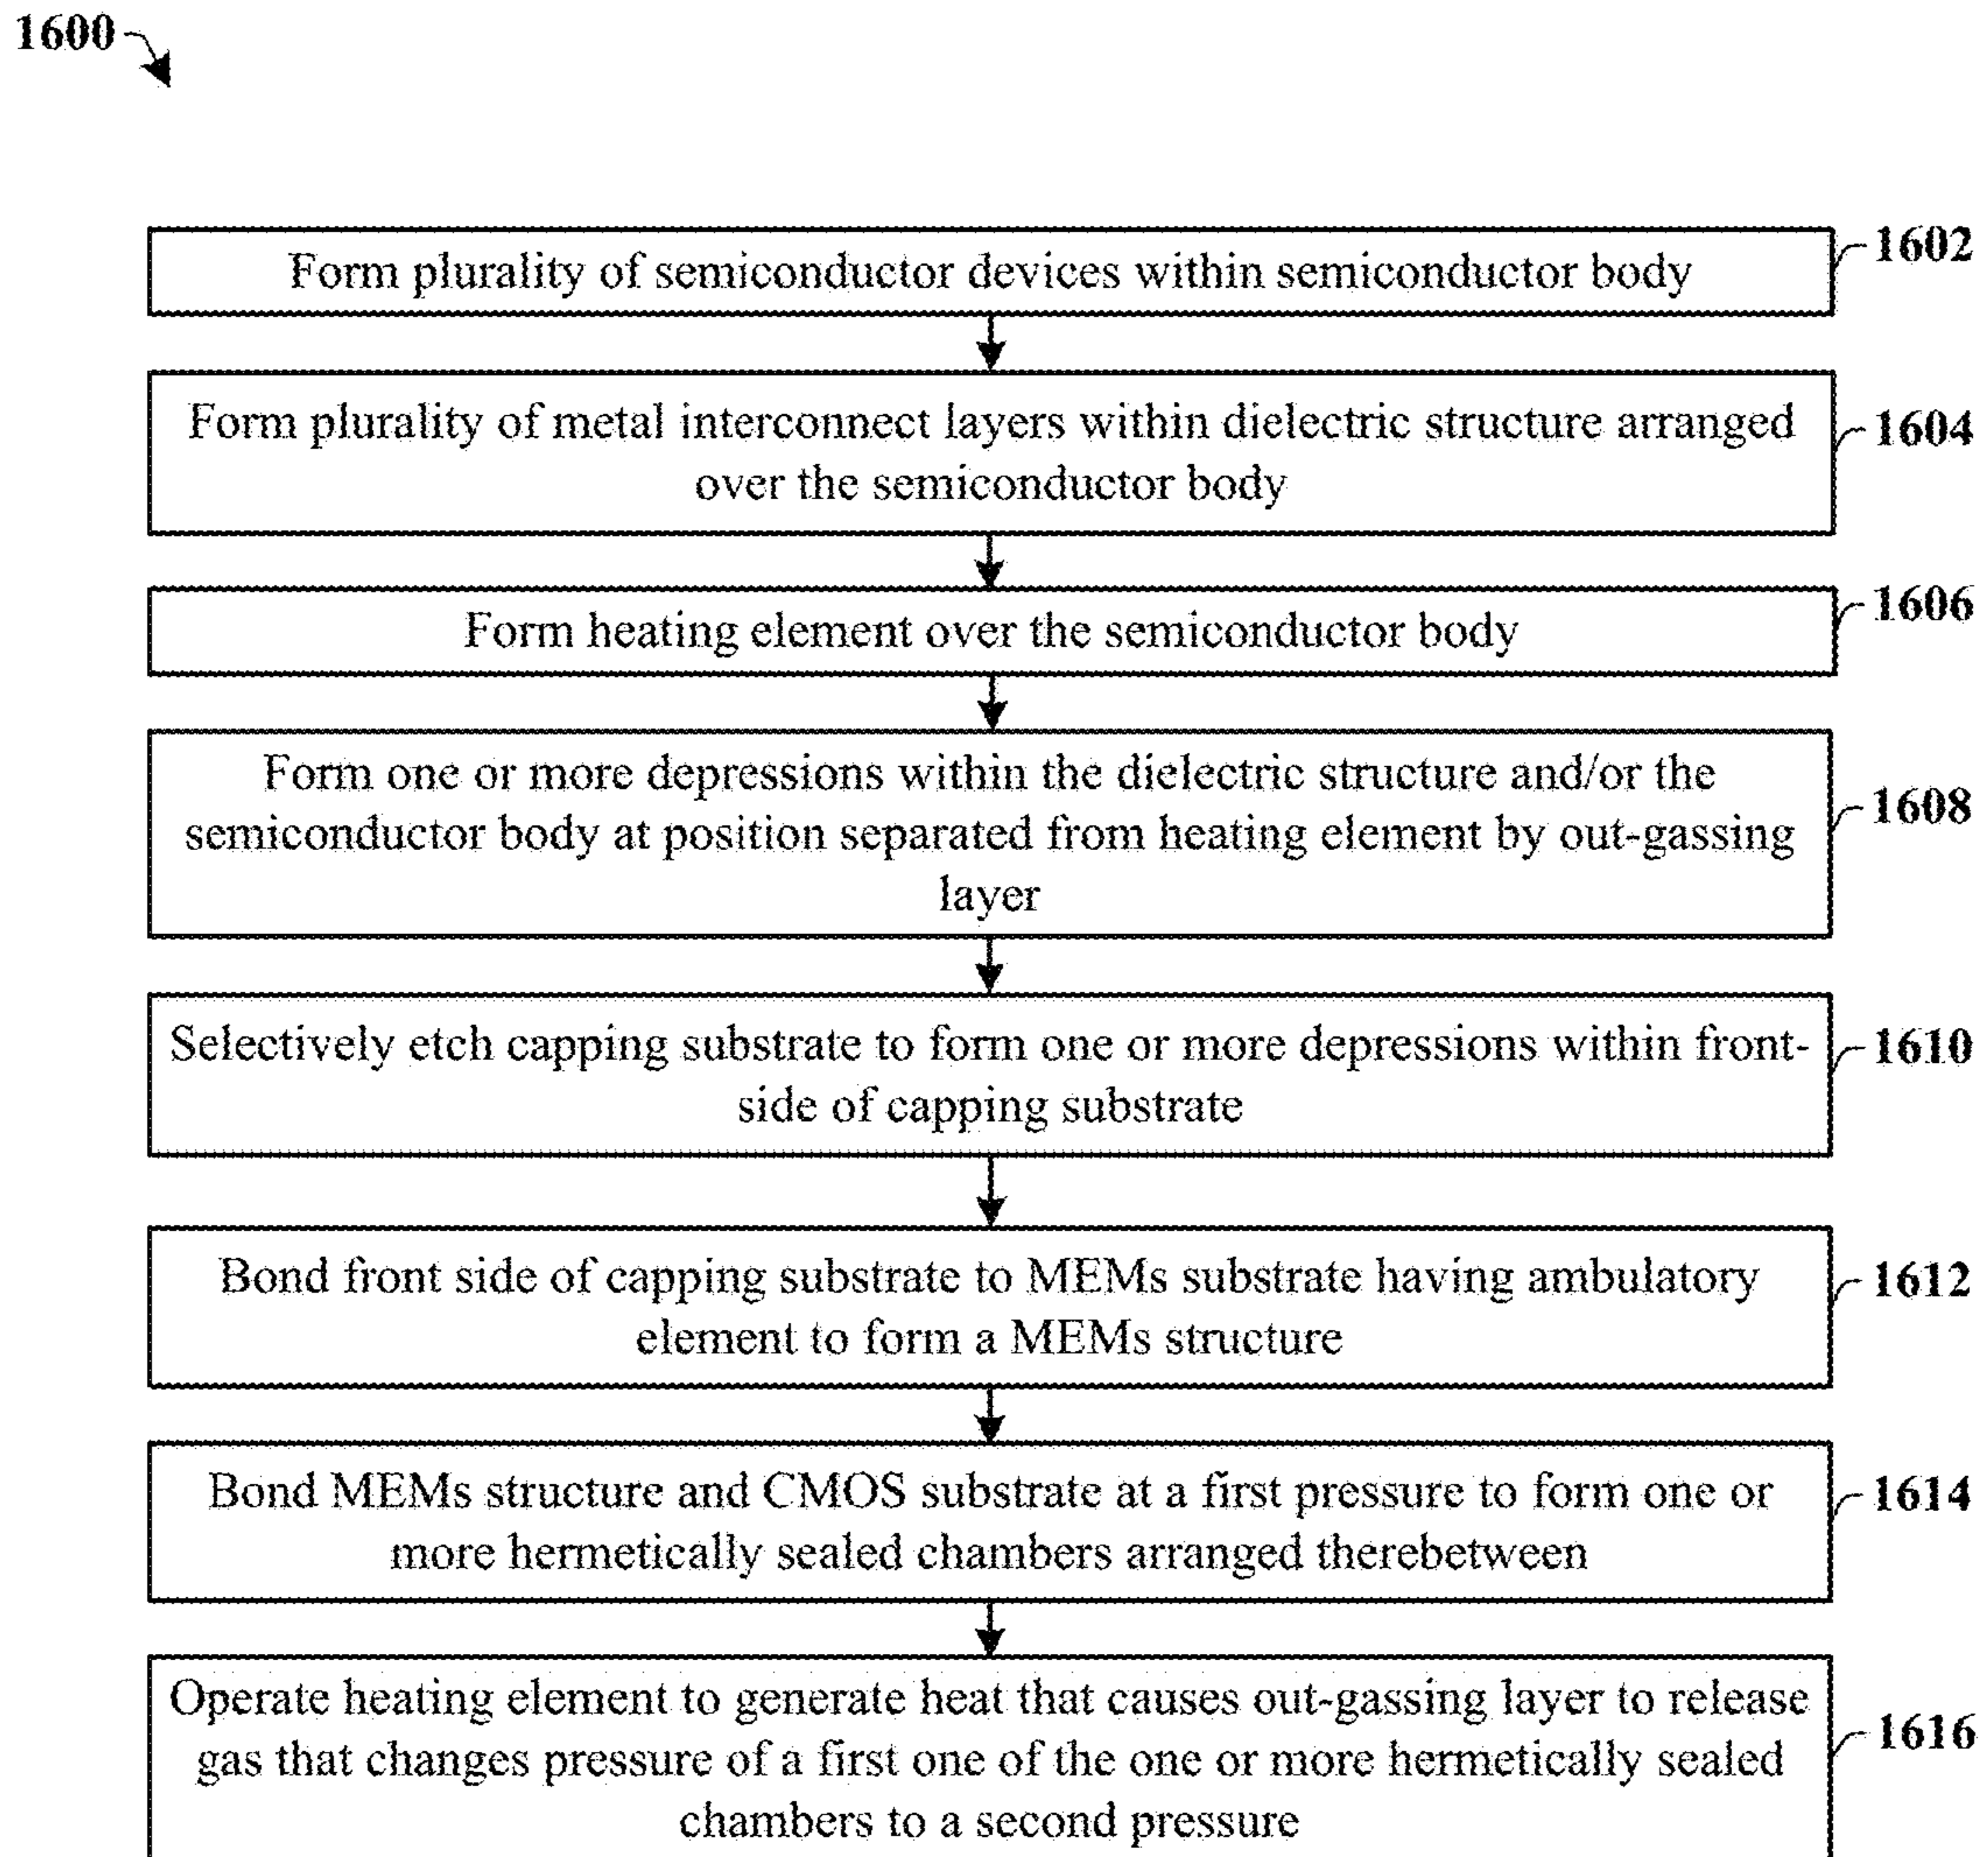 1600
Form plurality of semiconductor devices within semiconductor body
1602
Form plurality of metal interconnect layers within dielectric structure arranged
over the semiconductor body
1604
Form heating element over the semiconductor body
1606
Form one or more depressions within the dielectric structure and/or the
semiconductor body at position separated from heating element by out-gassing
layer
1608
Selectively etch capping substrate to form one or more depressions within front-
side of capping substrate
1610
Bond front side of capping substrate to MEMs substrate having ambulatory
element to form a MEMs structure
1612
Bond MEMs structure and CMOS substrate at a first pressure to form one or
more hermetically sealed chambers arranged therebetween
1614
Operate heating element to generate heat that causes out-gassing layer to release
gas that changes pressure of a first one of the one or more hermetically sealed
chambers to a second pressure
1616